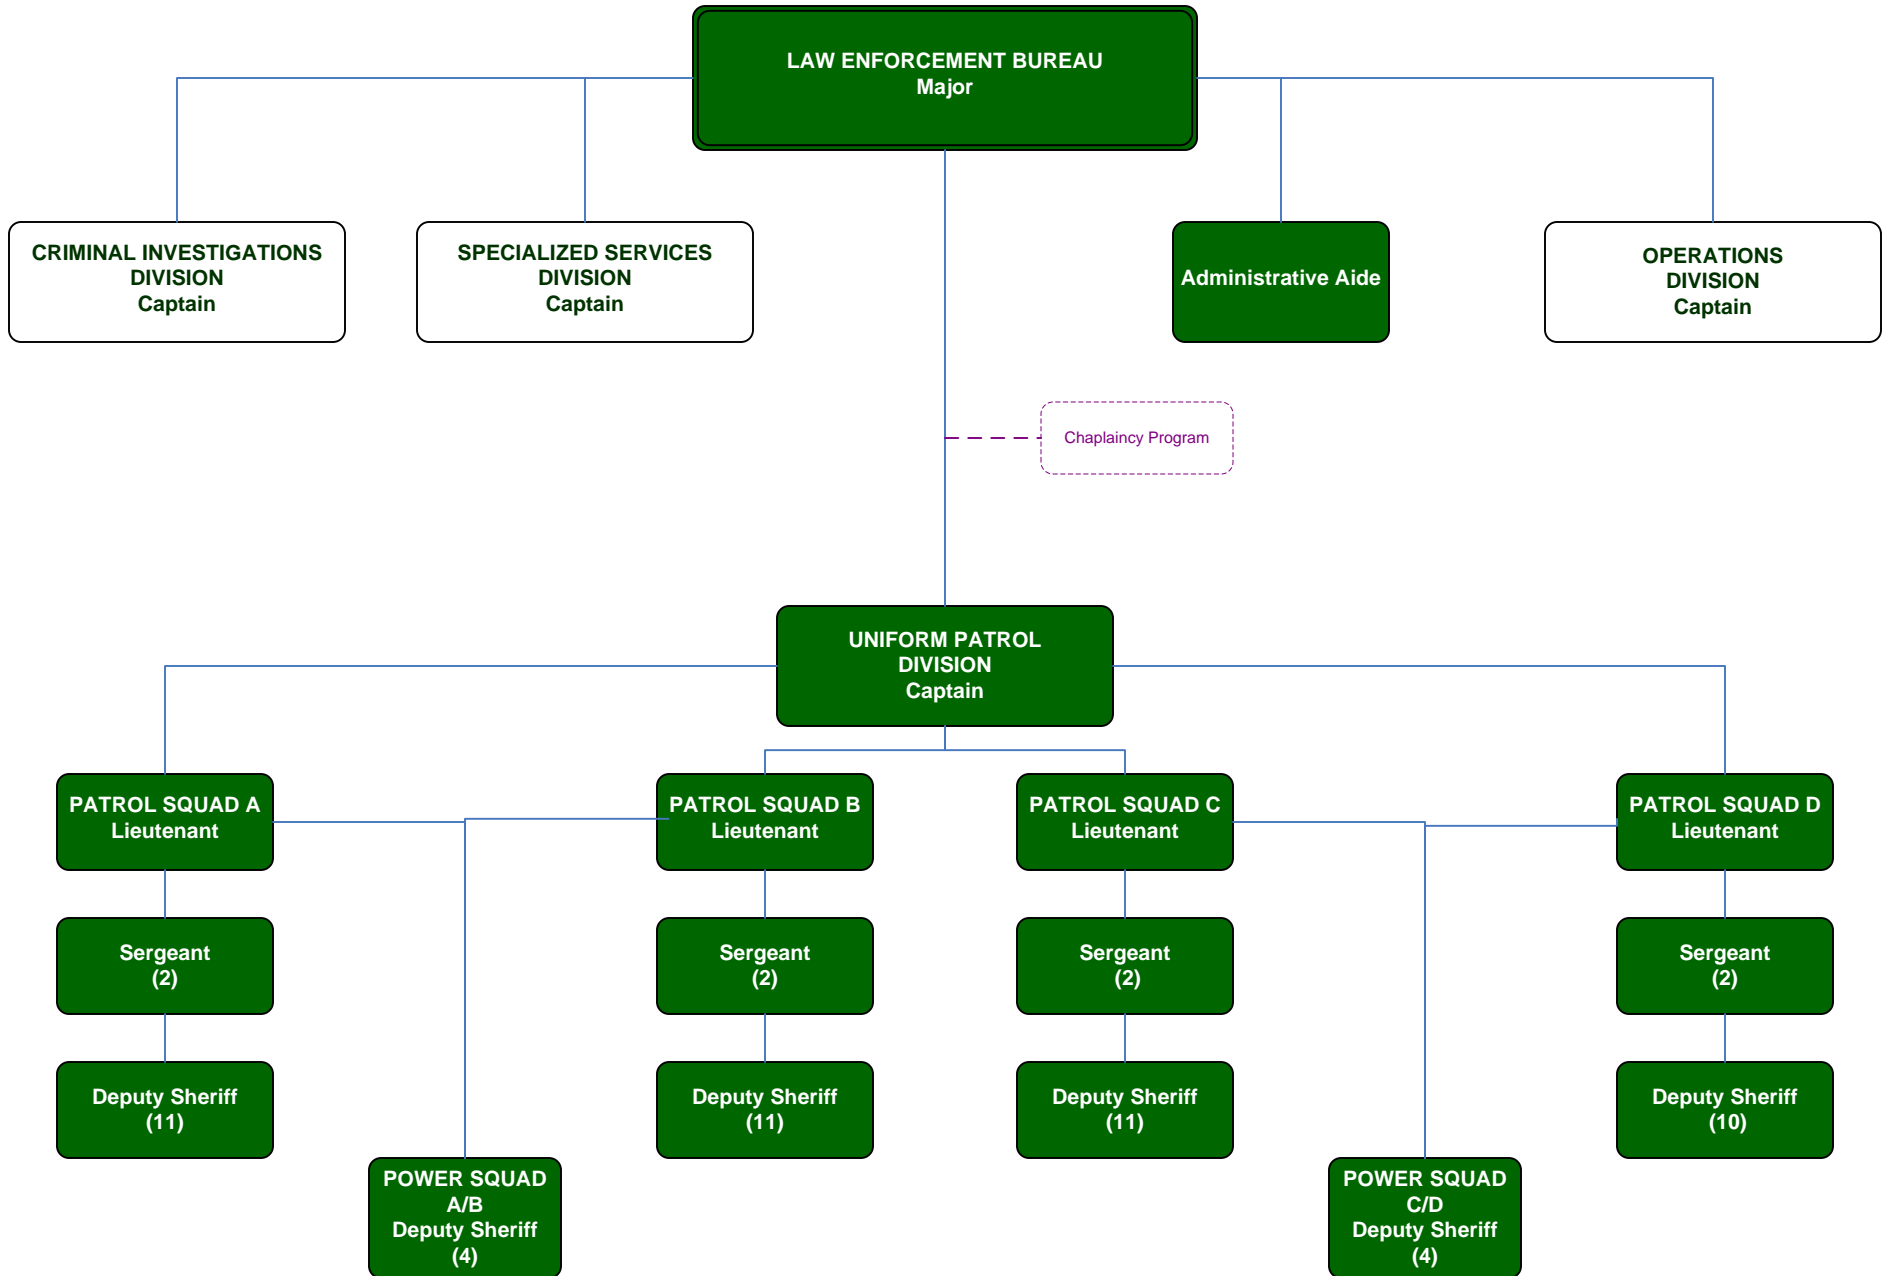 LAW ENFORCEMENT BUREAU
Major
CRIMINAL INVESTIGATIONS
DIVISION
Captain
SPECIALIZED SERVICES
DIVISION
Captain
Administrative Aide
OPERATIONS
DIVISION
Captain
Chaplaincy Program
UNIFORM PATROL
DIVISION
Captain
PATROL SQUAD A
Lieutenant
PATROL SQUAD B
Lieutenant
PATROL SQUAD C
Lieutenant
PATROL SQUAD D
Lieutenant
Sergeant
(2)
Sergeant
(2)
Sergeant
(2)
Sergeant
(2)
Deputy Sheriff
(11)
Deputy Sheriff
(11)
Deputy Sheriff
(11)
Deputy Sheriff
(10)
POWER SQUAD
A/B
Deputy Sheriff
(4)
POWER SQUAD
C/D
Deputy Sheriff
(4)